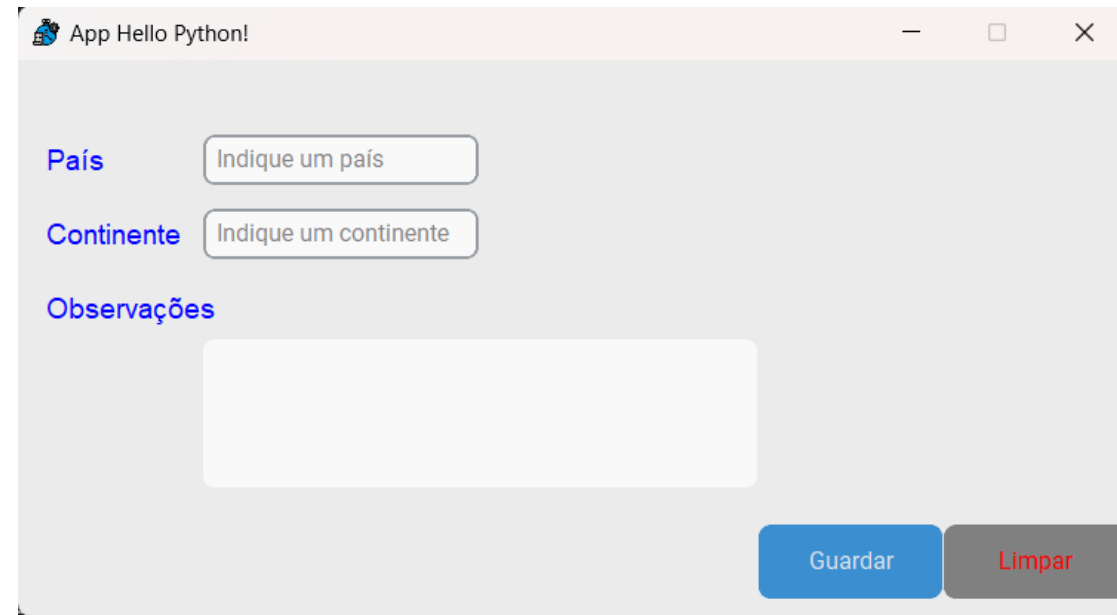 App Hello Python!
País
Indique um país
Continente
Indique um continente
Observações
Guardar
Limpar